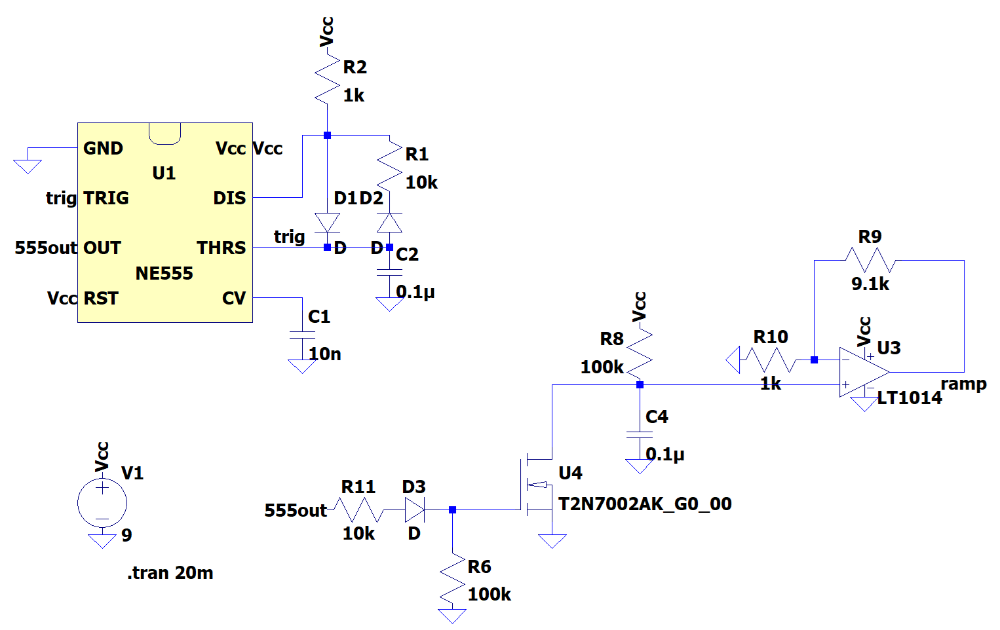 Vcc
R2
1k
GND
Vcc
Vcc
U1
R1
10k
trig
TRIG
DIS
D1
D2
trig
555out
OUT
THRS
D
D
C2
0.1µ
NE555
Vcc
RST
CV
C1
10n
R9
9.1k
Vcc
R8
100k
R10
1k
Vcc
U3
LT1014
ramp
C4
0.1µ
Vcc
V1
9
U4
T2N7002AK_G0_00
555out
R11
10k
D3
D
R6
100k
.tran 20m